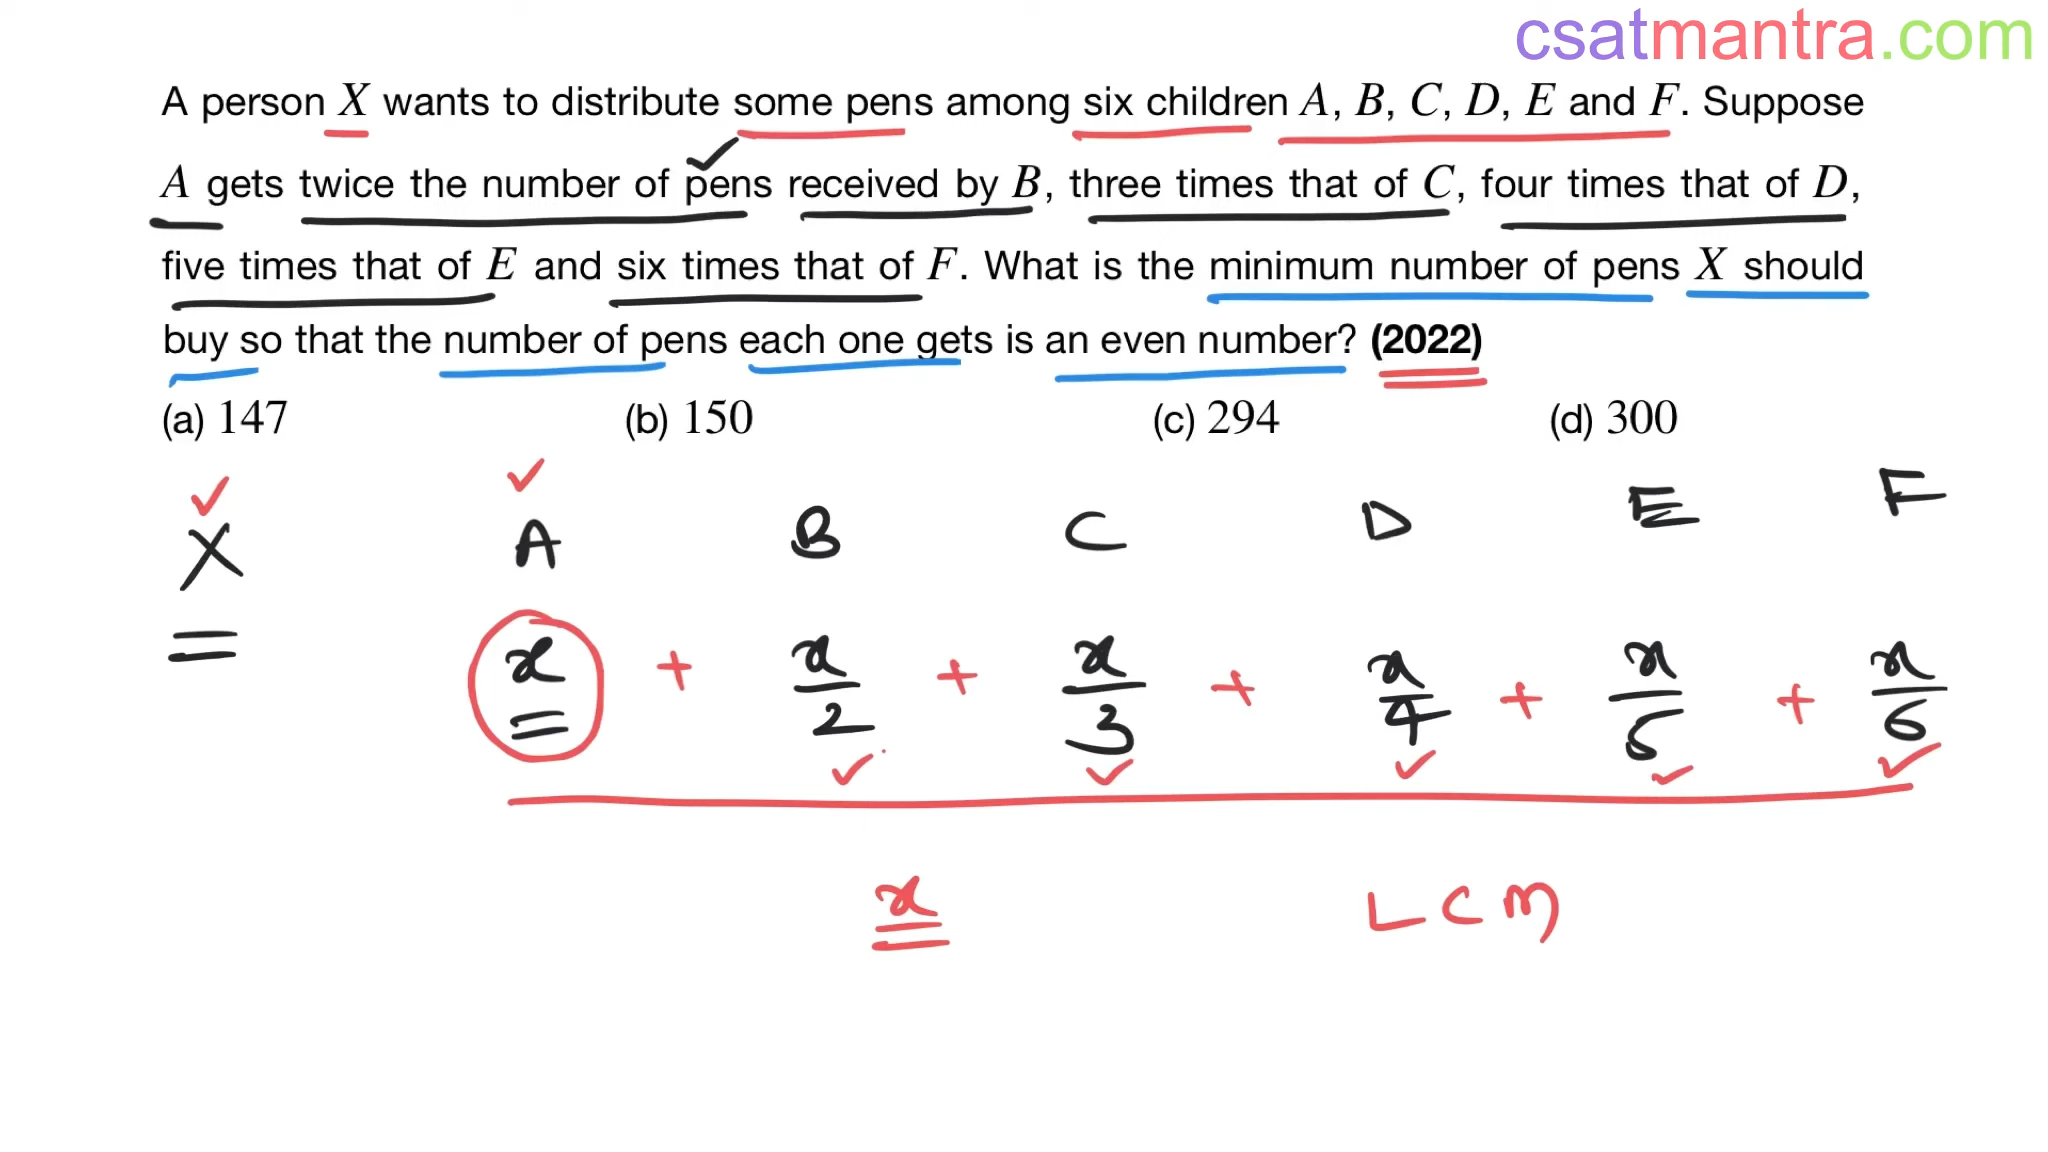 csatmantra.com
A person X wants to distribute some pens among six children A, B, C, D, E and F. Suppose
A gets twice the number of pens received by B, three times that of C, four times that of D,
five times that of E and six times that of F. What is the minimum number of pens X should
buy so that the number of pens each one gets is an even number? (2022)
(a) 147 (b) 150 (c) 294 (d) 300
X A B C D E F
= x + x/2 + x/3 + x/4 + x/5 + x/6
x LCM